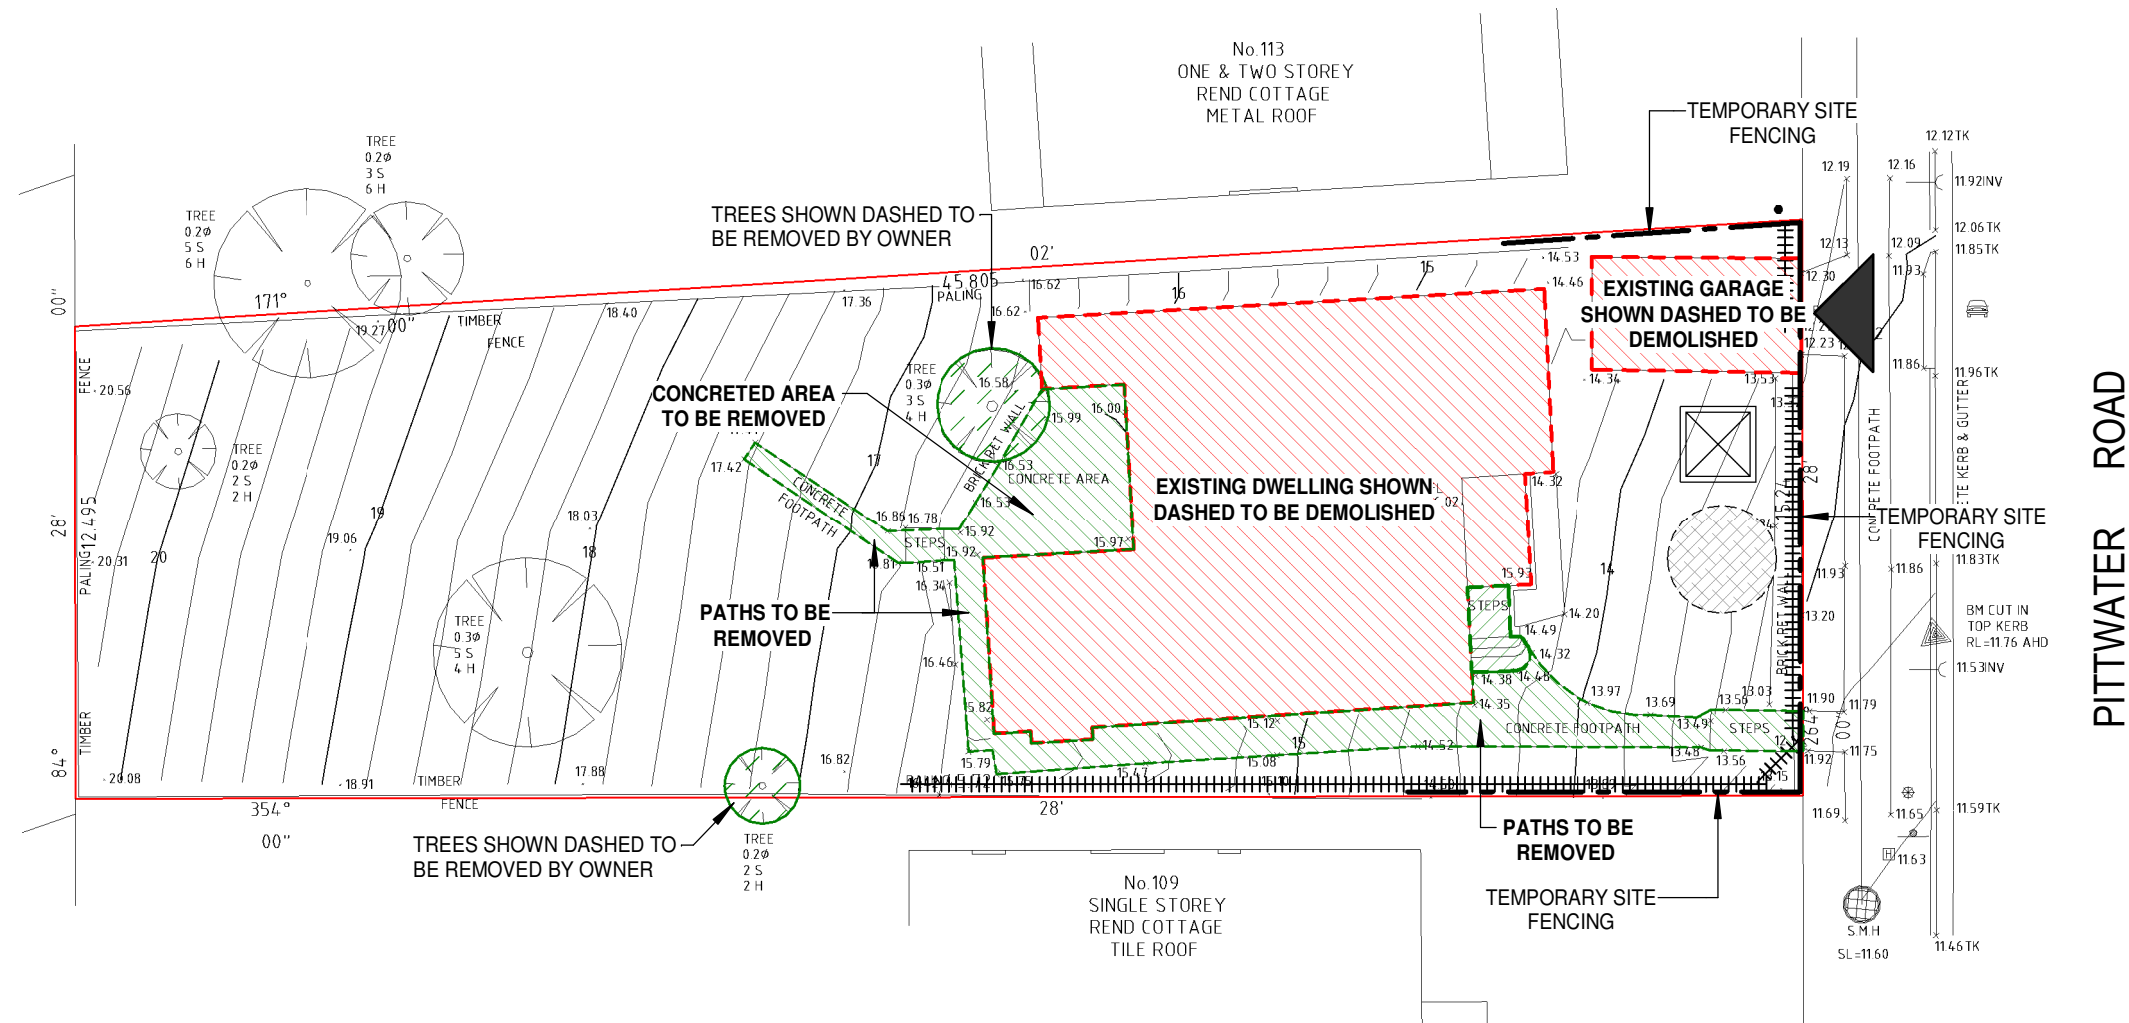 No.113
ONE & TWO STOREY
REND COTTAGE
METAL ROOF
TEMPORARY SITE
FENCING
12.12TK
12.19
12.16
11.92INV
12.06TK
12.13
12.09
11.85TK
11.93
12.30
TREE
0.2ø
3 S
6 H
TREE
0.2ø
5 S
6 H
TREES SHOWN DASHED TO
BE REMOVED BY OWNER
02'
45.805
PALING
16.62
16.62
171°
00"
00"
19.27
TIMBER
FENCE
18.40
17.36
16
15
14.53
14.46
EXISTING GARAGE
SHOWN DASHED TO BE
DEMOLISHED
12.23
11.86
11.96TK
14.34
13.53
FENCE
20.56
TREE
0.2ø
2 S
2 H
CONCRETED AREA
TO BE REMOVED
TREE
0.3ø
3 S
4 H
16.58
15.99
16.00
BRICK RET WALL
16.53
CONCRETE AREA
16.53
17.42
17
CONCRETE
FOOTPATH
16.86
16.78
STEPS
15.92
15.92
15.97
16.51
16.34
EXISTING DWELLING SHOWN
DASHED TO BE DEMOLISHED
14.32
15.93
28'
12.495
PALING
20.31
20
19
19.06
18.03
18
TREE
0.3ø
5 S
4 H
PATHS TO BE
REMOVED
16.46
15.82
STEPS
14.49
14.32
14.20
14
14.38
14.46
14.35
13.97
13.69
13.56
13.03
13.49
CONCRETE FOOTPATH
STEPS
13.48
13.56
14.52
15.12
15
15.08
15.47
15.79
16.82
17.88
18.91
20.08
TIMBER
84°
TIMBER
FENCE
354°
00"
28'
28'
BRICK RET WALL
TEMPORARY SITE
FENCING
CONCRETE FOOTPATH
11.93
11.86
11.83TK
13.20
BM CUT IN
TOP KERB
RL=11.76 AHD
11.53INV
11.90
11.79
11.75
11.92
264°
00"
11.69
11.65
11.59TK
H
11.63
S.M.H
SL=11.60
11.46TK
PITTWATER ROAD
TREES SHOWN DASHED TO
BE REMOVED BY OWNER
TREE
0.2ø
2 S
2 H
No.109
SINGLE STOREY
REND COTTAGE
TILE ROOF
PATHS TO BE
REMOVED
TEMPORARY SITE
FENCING